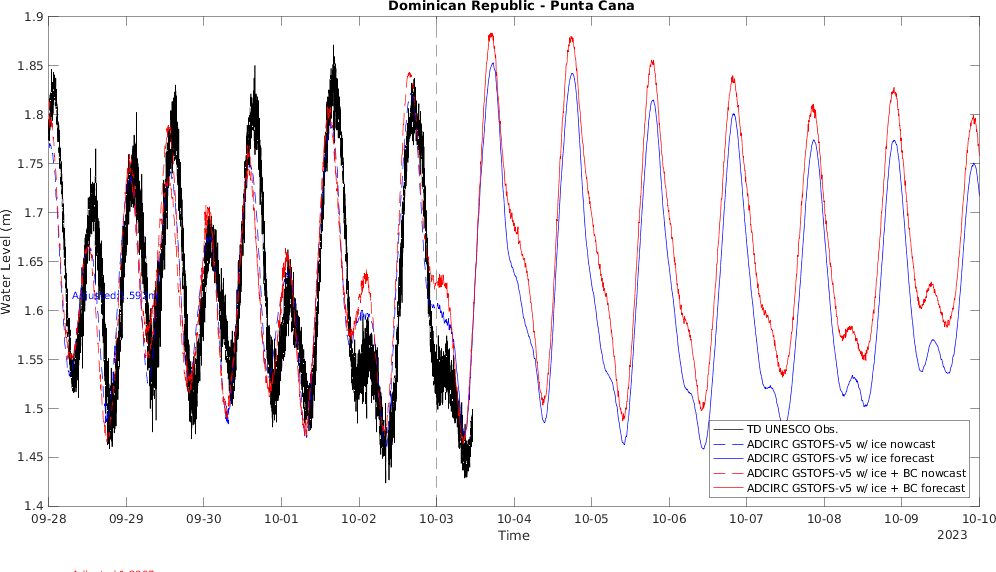 Dominican Republic - Punta Cana
Water Level (m)
1.9
1.85
1.8
1.75
1.7
1.65
1.6
1.55
1.5
1.45
1.4
TD UNESCO Obs.
ADCIRC GSTOFS-v5 w/ ice nowcast
ADCIRC GSTOFS-v5 w/ ice forecast
ADCIRC GSTOFS-v5 w/ ice + BC nowcast
ADCIRC GSTOFS-v5 w/ ice + BC forecast
09-28 09-29 09-30 10-01 10-02 10-03 10-04 10-05 10-06 10-07 10-08 10-09 10-10
Time
2023